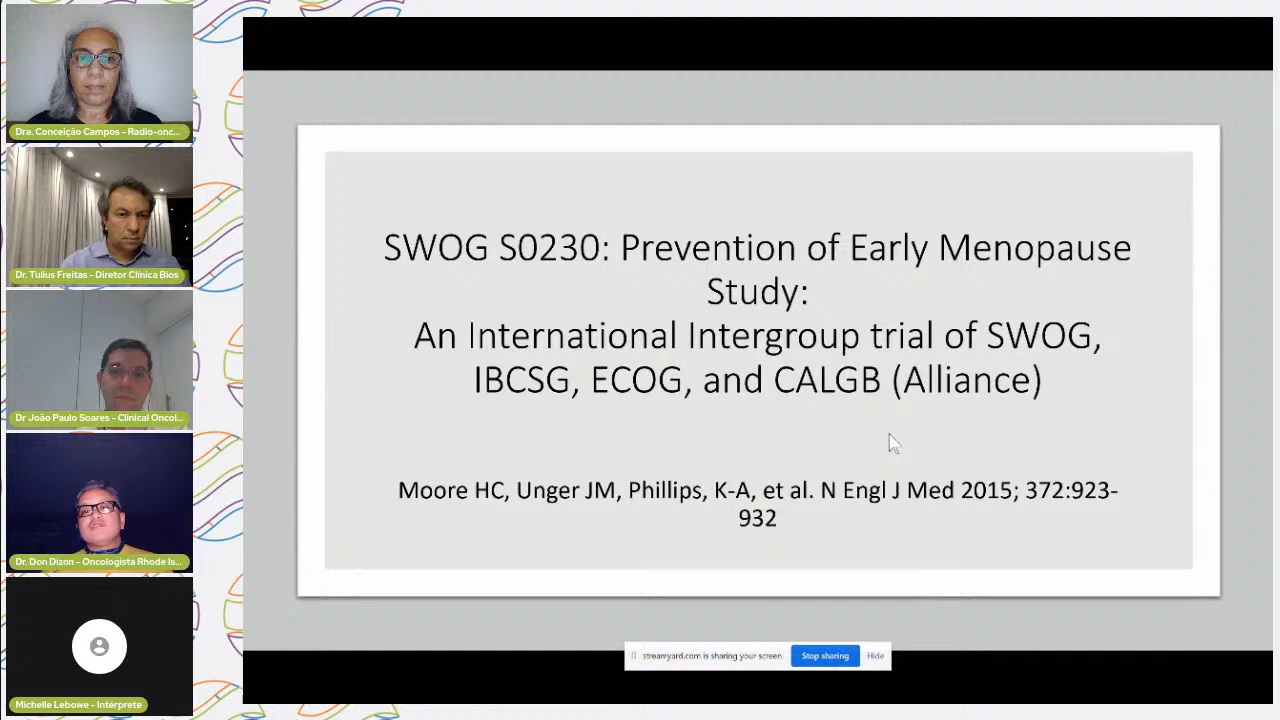 Dra. Conceição Campos - Radio-onc...
Dr. Tulius Freitas - Diretor Clínica Bios
Dr João Paulo Soares - Clinical Oncol...
Dr. Don Dizon - Oncologista Rhode Is...
Michelle Lebowe - Intérprete
SWOG S0230: Prevention of Early Menopause
Study:
An International Intergroup trial of SWOG,
IBCSG, ECOG, and CALGB (Alliance)
Moore HC, Unger JM, Phillips, K-A, et al. N Engl J Med 2015; 372:923-
932
streamyard.com is sharing your screen. Stop sharing Hide